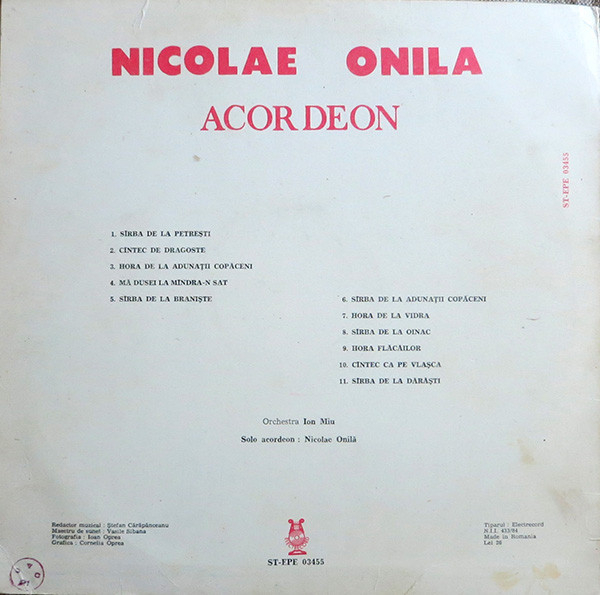 NICOLAE ONILA
ACORDEON
ST-EPE 03455
1. SÎRBA DE LA PETREȘTI
2. CÎNTEC DE DRAGOSTE
3. HORA DE LA ADUNAȚII COPĂCENI
4. MĂ DUSEI LA MÎNDRA-N SAT
5. SÎRBA DE LA BRANIȘTE
6. SÎRBA DE LA ADUNAȚII COPĂCENI
7. HORA DE LA VIDRA
8. SÎRBA DE LA OINAC
9. HORA FLĂCĂILOR
10. CÎNTEC CA PE VLAȘCA
11. SÎRBA DE LA DĂRĂȘTI
Orchestra Ion Miu
Solo acordeon : Nicolae Onilă
Redactor muzical : Ștefan Cărăpănceanu
Maestru de sunet : Vasile Sibana
Fotografia : Ioan Oprea
Grafica : Cornelia Oprea
ST-EPE 03455
Tiparul : Electrecord
N.I.I. 433/84
Made in Romania
Lei 26